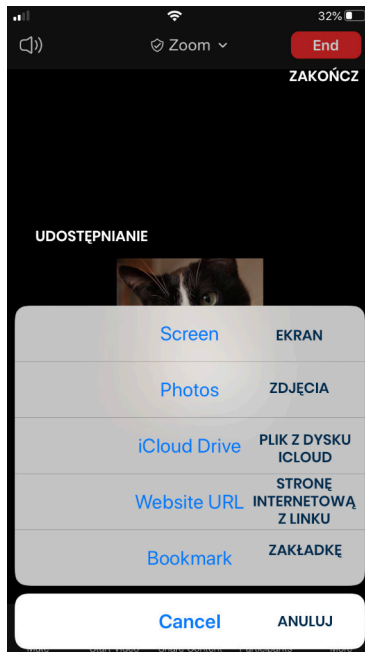 32%
Zoom
End
ZAKOŃCZ
UDOSTĘPNIANIE
Screen EKRAN
Photos ZDJĘCIA
iCloud Drive PLIK Z DYSKU
ICLOUD
Website URL STRONĘ
INTERNETOWĄ
Z LINKU
Bookmark ZAKŁADKĘ
Cancel ANULUJ